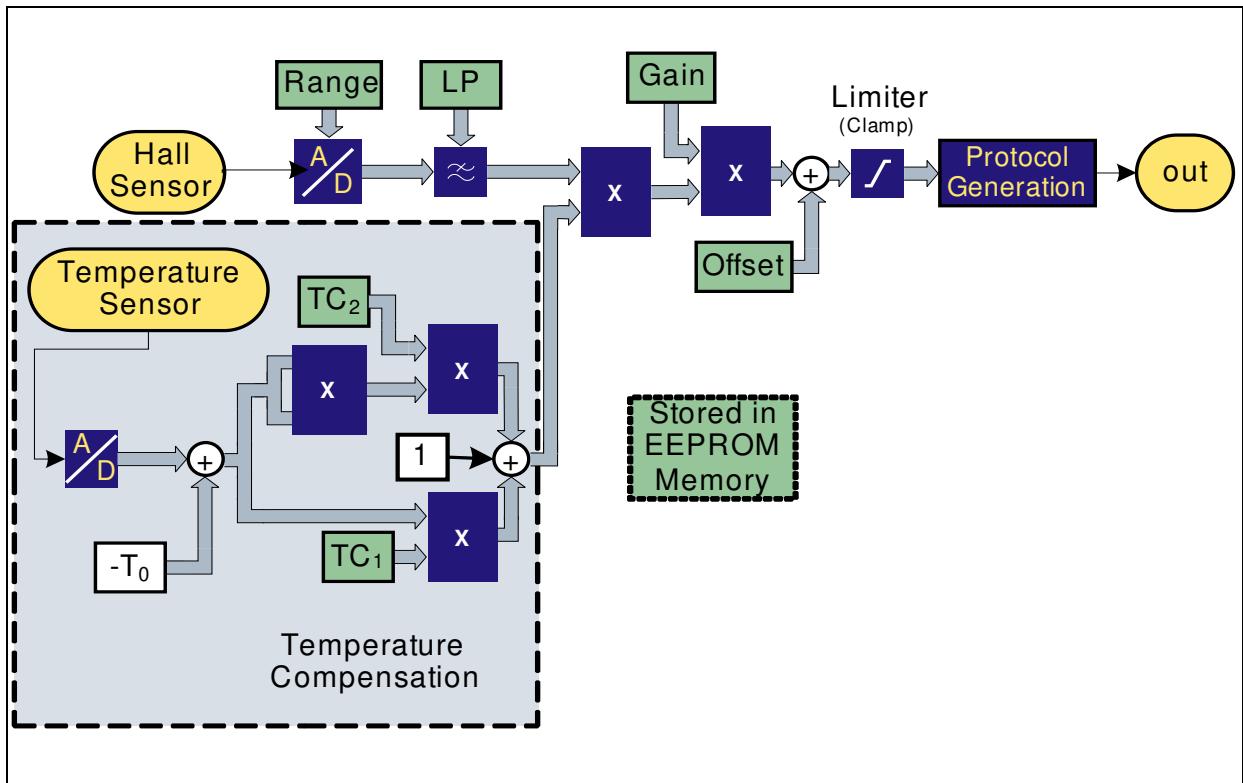 Range
LP
Gain
Limiter
(Clamp)
Hall
Sensor
A
D
≈
x
x
+
Protocol
Generation
out
Offset
Temperature
Sensor
TC₂
x
x
A
D
+
1
+
Stored in
EEPROM
Memory
-T₀
TC₁
x
Temperature
Compensation